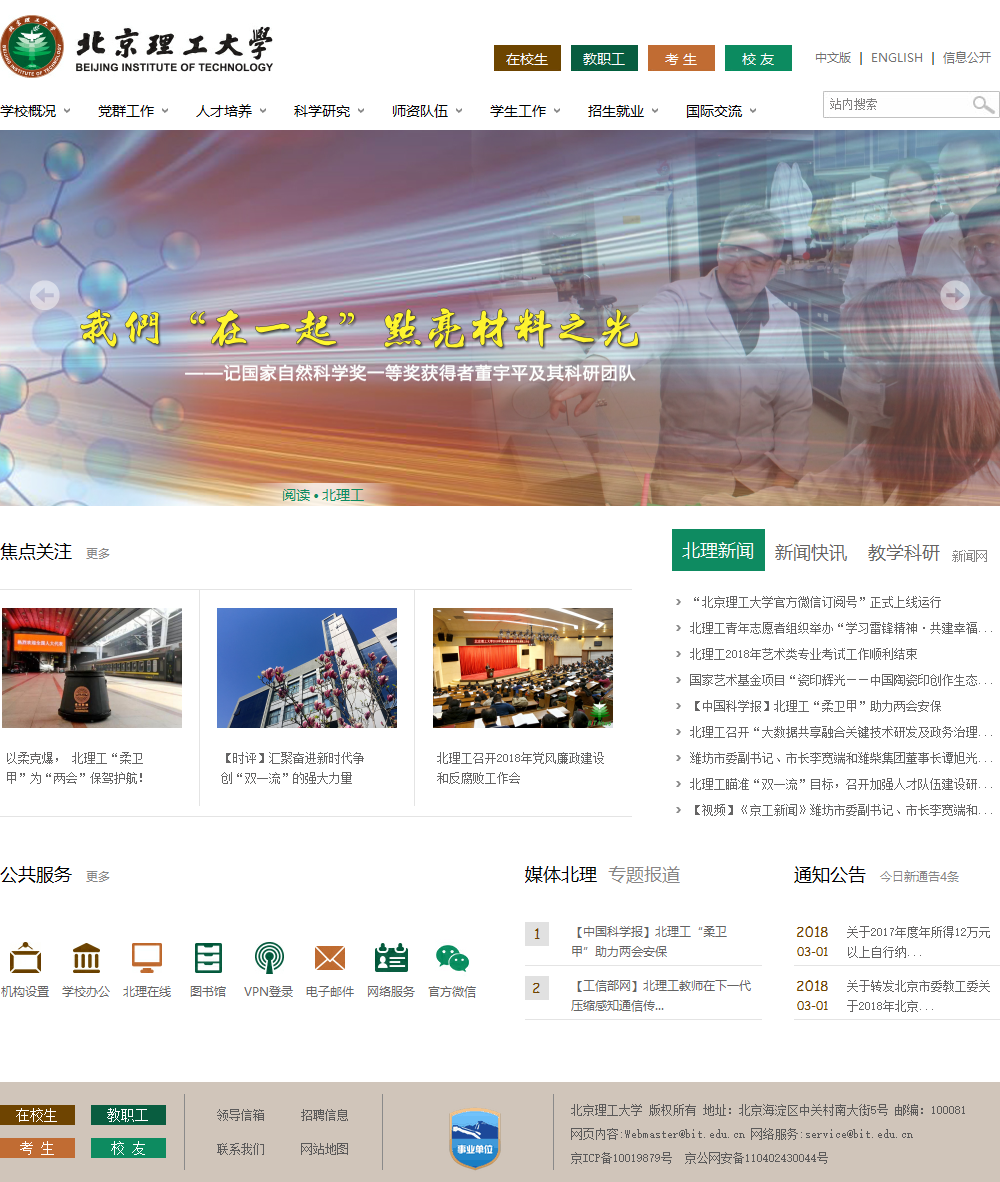 北京理工大学
BEIJING INSTITUTE OF TECHNOLOGY
在校生 教职工 考 生 校 友 中文版 ENGLISH 信息公开
学校概况 党群工作 人才培养 科学研究 师资队伍 学生工作 招生就业 国际交流
站内搜索
我們“在一起”點亮材料之光
——记国家自然科学奖一等奖获得者董宇平及其科研团队
阅读•北理工
焦点关注 更多
以柔克爆， 北理工“柔卫
甲”为“两会”保驾护航！
【时评】汇聚奋进新时代争
创“双一流”的强大力量
北理工召开2018年党风廉政建设
和反腐败工作会
北理新闻 新闻快讯 教学科研 新闻网
“北京理工大学官方微信订阅号”正式上线运行
北理工青年志愿者组织举办“学习雷锋精神·共建幸福...
北理工2018年艺术类专业考试工作顺利结束
国家艺术基金项目“瓷印辉光——中国陶瓷印创作生态...
【中国科学报】北理工“柔卫甲”助力两会安保
北理工召开“大数据共享融合关键技术研发及政务治理...
潍坊市委副书记、市长李宽端和潍柴集团董事长谭旭光...
北理工瞄准“双一流”目标，召开加强人才队伍建设研...
【视频】《京工新闻》潍坊市委副书记、市长李宽端和...
公共服务 更多
机构设置 学校办公 北理在线 图书馆 VPN登录 电子邮件 网络服务 官方微信
媒体北理 专题报道
1 【中国科学报】北理工“柔卫
甲”助力两会安保
2 【工信部网】北理工教师在下一代
压缩感知通信传...
通知公告 今日新通告4条
2018 关于2017年度年所得12万元
03-01 以上自行纳...
2018 关于转发北京市委教工委关
03-01 于2018年北京...
在校生 教职工
考 生 校 友
领导信箱 招聘信息
联系我们 网站地图
事业单位
北京理工大学 版权所有 地址：北京海淀区中关村南大街5号 邮编：100081
网页内容:Webmaster@bit.edu.cn 网络服务:service@bit.edu.cn
京ICP备10019879号 京公网安备110402430044号